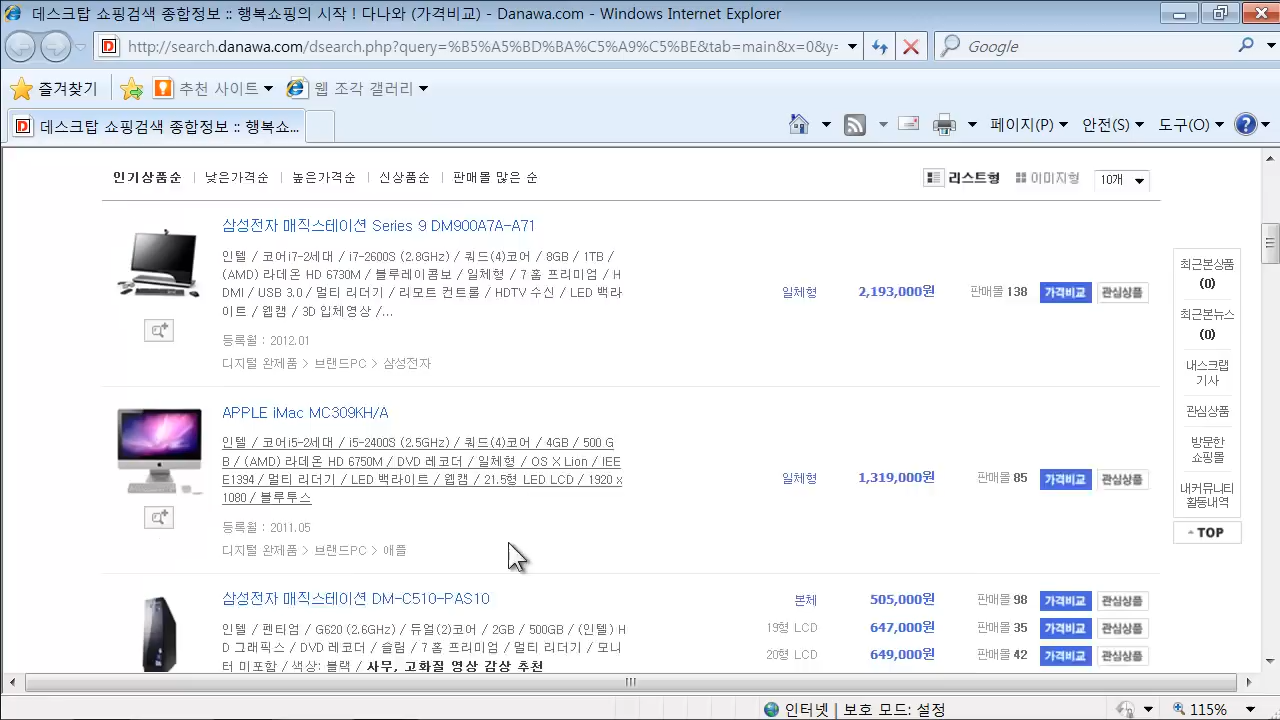 데스크탑 쇼핑검색 종합정보 :: 행복쇼핑의 시작 ! 다나와 (가격비교) - Danawa.com - Windows Internet Explorer
http://search.danawa.com/dsearch.php?query=%B5%A5%BD%BA%C5%A9%C5%BE&tab=main&x=0&y=
Google
즐겨찾기
추천 사이트
웹 조각 갤러리
데스크탑 쇼핑검색 종합정보 :: 행복쇼...
페이지(P)
안전(S)
도구(O)
인기상품순 | 낮은가격순 | 높은가격순 | 신상품순 | 판매몰 많은 순
리스트형
이미지형
10개
삼성전자 매직스테이션 Series 9 DM900A7A-A71
인텔 / 코어i7-2세대 / i7-2600S (2.8GHz) / 쿼드(4)코어 / 8GB / 1TB /
(AMD) 라데온 HD 6730M / 블루레이콤보 / 일체형 / 7 홈 프리미엄 / H
DMI / USB 3.0 / 멀티 리더기 / 리모트 컨트롤 / HDTV 수신 / LED 백라
이트 / 웹캠 / 3D 입체영상 / ...
등록월 : 2012.01
디지털 완제품 > 브랜드PC > 삼성전자
일체형
2,193,000원
판매몰 138
가격비교
관심상품
APPLE iMac MC309KH/A
인텔 / 코어i5-2세대 / i5-2400S (2.5GHz) / 쿼드(4)코어 / 4GB / 500 G
B / (AMD) 라데온 HD 6750M / DVD 레코더 / 일체형 / OS X Lion / IEE
E1394 / 멀티 리더기 / LED 백라이트 / 웹캠 / 21.5형 LED LCD / 1920 x
1080 / 블루투스
등록월 : 2011.05
디지털 완제품 > 브랜드PC > 애플
일체형
1,319,000원
판매몰 85
가격비교
관심상품
삼성전자 매직스테이션 DM-C510-PAS10
인텔 / 펜티엄 / G620 (2.6GHz) / 듀얼(2)코어 / 2GB / 500GB / (인텔) H
D 그래픽스 / DVD 레코더 / 슬림 / 7 홈 프리미엄 / 멀티 리더기 / 모니
터 미포함 / 색상: 블랙 / 사무, 고화질 영상 감상 추천
본체
505,000원
판매몰 98
가격비교
관심상품
19형 LCD
647,000원
판매몰 35
가격비교
관심상품
20형 LCD
649,000원
판매몰 42
가격비교
관심상품
최근본상품
(0)
최근본뉴스
(0)
내스크랩
기사
관심상품
방문한
쇼핑몰
내커뮤니티
활동내역
TOP
인터넷 | 보호 모드: 설정
115%